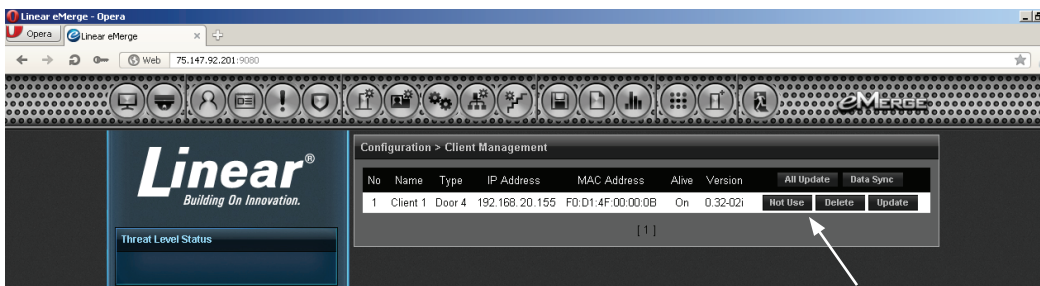 Linear eMerge - Opera
Opera
Linear eMerge
Web 75.147.92.201:9080
eMERGE
Linear®
Building On Innovation.
Threat Level Status
Configuration > Client Management
No Name Type IP Address MAC Address Alive Version All Update Data Sync
1 Client 1 Door 4 192.168.20.155 F0:D1:4F:00:00:0B On 0.32-02i Not Use Delete Update
[ 1 ]